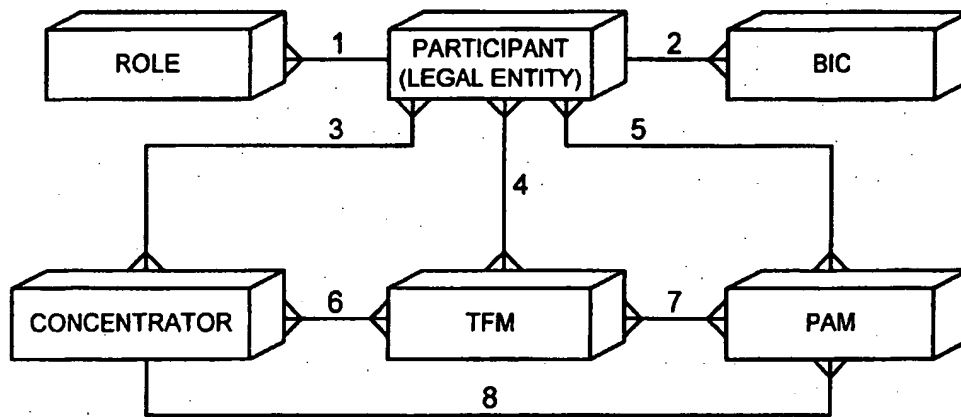 ROLE
1
PARTICIPANT
(LEGAL ENTITY)
2
BIC
3
4
5
CONCENTRATOR
6
TFM
7
PAM
8